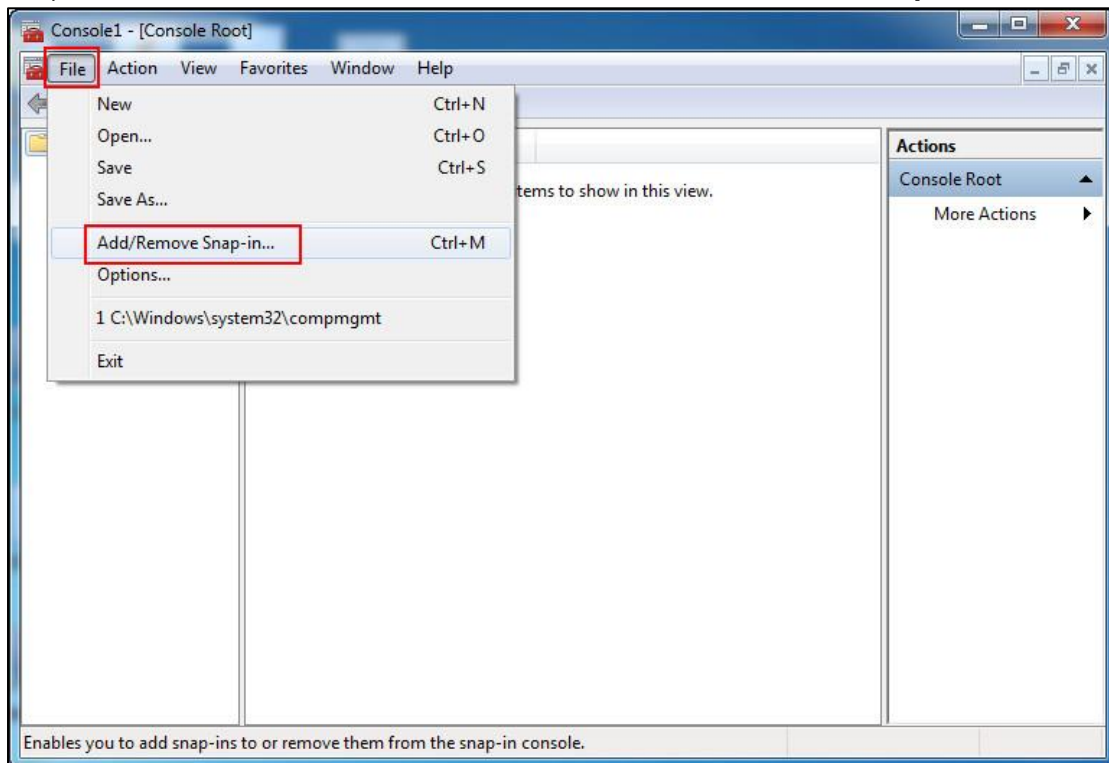 Console1 - [Console Root]
File Action View Favorites Window Help
New Ctrl+N
Open... Ctrl+O
Save Ctrl+S
Save As...
Add/Remove Snap-in... Ctrl+M
Options...
1 C:\Windows\system32\compmgmt
Exit
tems to show in this view.
Actions
Console Root
More Actions
Enables you to add snap-ins to or remove them from the snap-in console.